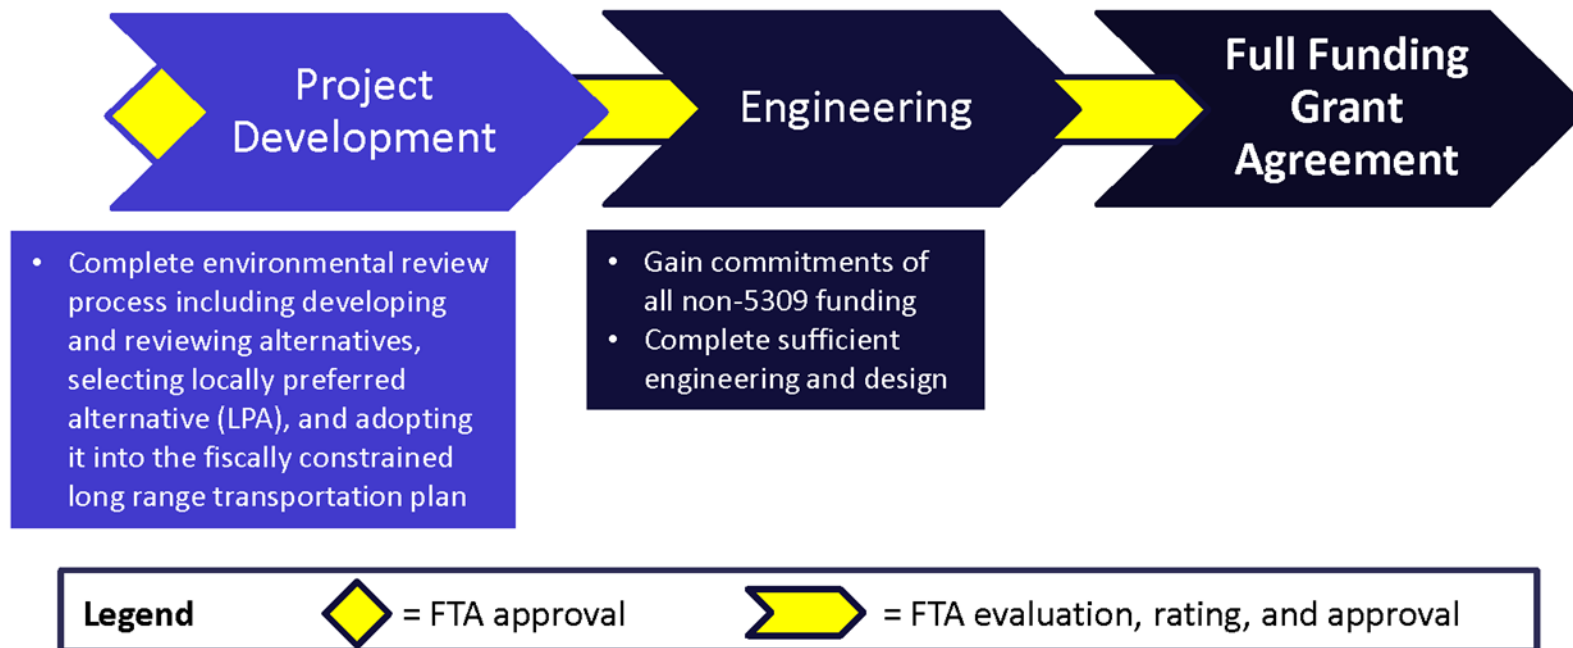 Project
Development
Engineering
Full Funding
Grant
Agreement
• Complete environmental review
process including developing
and reviewing alternatives,
selecting locally preferred
alternative (LPA), and adopting
it into the fiscally constrained
long range transportation plan
• Gain commitments of
all non-5309 funding
• Complete sufficient
engineering and design
Legend = FTA approval = FTA evaluation, rating, and approval